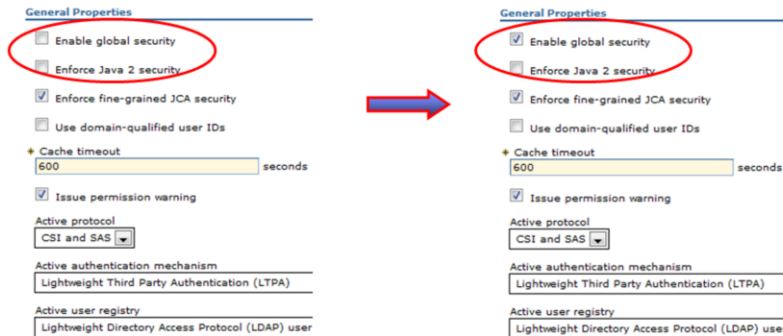 General Properties
Enable global security
Enforce Java 2 security
Enforce fine-grained JCA security
Use domain-qualified user IDs
Cache timeout
600 seconds
Issue permission warning
Active protocol
CSI and SAS
Active authentication mechanism
Lightweight Third Party Authentication (LTPA)
Active user registry
Lightweight Directory Access Protocol (LDAP) user
General Properties
Enable global security
Enforce Java 2 security
Enforce fine-grained JCA security
Use domain-qualified user IDs
Cache timeout
600 seconds
Issue permission warning
Active protocol
CSI and SAS
Active authentication mechanism
Lightweight Third Party Authentication (LTPA)
Active user registry
Lightweight Directory Access Protocol (LDAP) use